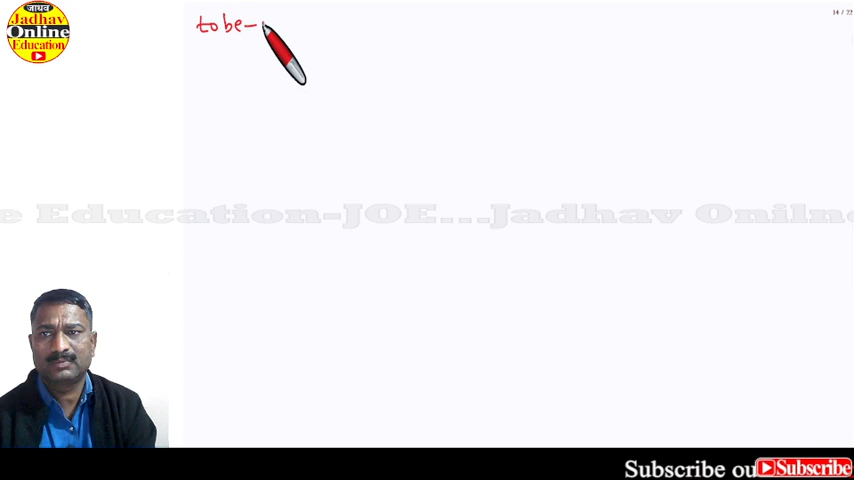 जाधव
Jadhav
Online
Education
to be-
14 / 22
e Education-JOE...Jadhav Onilne
Subscribe ou
Subscribe